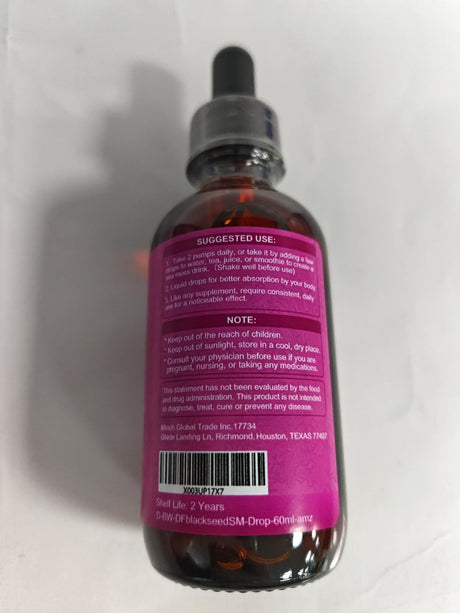 SUGGESTED USE:
1. Take 2 pumps daily, or take it by adding a few
drops to water, tea, juice, or smoothie to create a
sea moss drink. (Shake well before use)
2. Liquid drops for better absorption by your body.
3. Like any supplement, require consistent, daily
use for a noticeable effect.
NOTE:
* Keep out of the reach of children.
* Keep out of sunlight, store in a cool, dry place.
* Consult your physician before use if you are
pregnant, nursing, or taking any medications.
This statement has not been evaluated by the food
and drug administration. This product is not intended
to diagnose, treat, cure or prevent any disease.
Mioch Global Trade Inc.17734
Glade Landing Ln, Richmond, Houston, TEXAS 77407
X003UP17X7
Shelf Life: 2 Years
D-BW-DFblackseedSM-Drop-60ml-amz